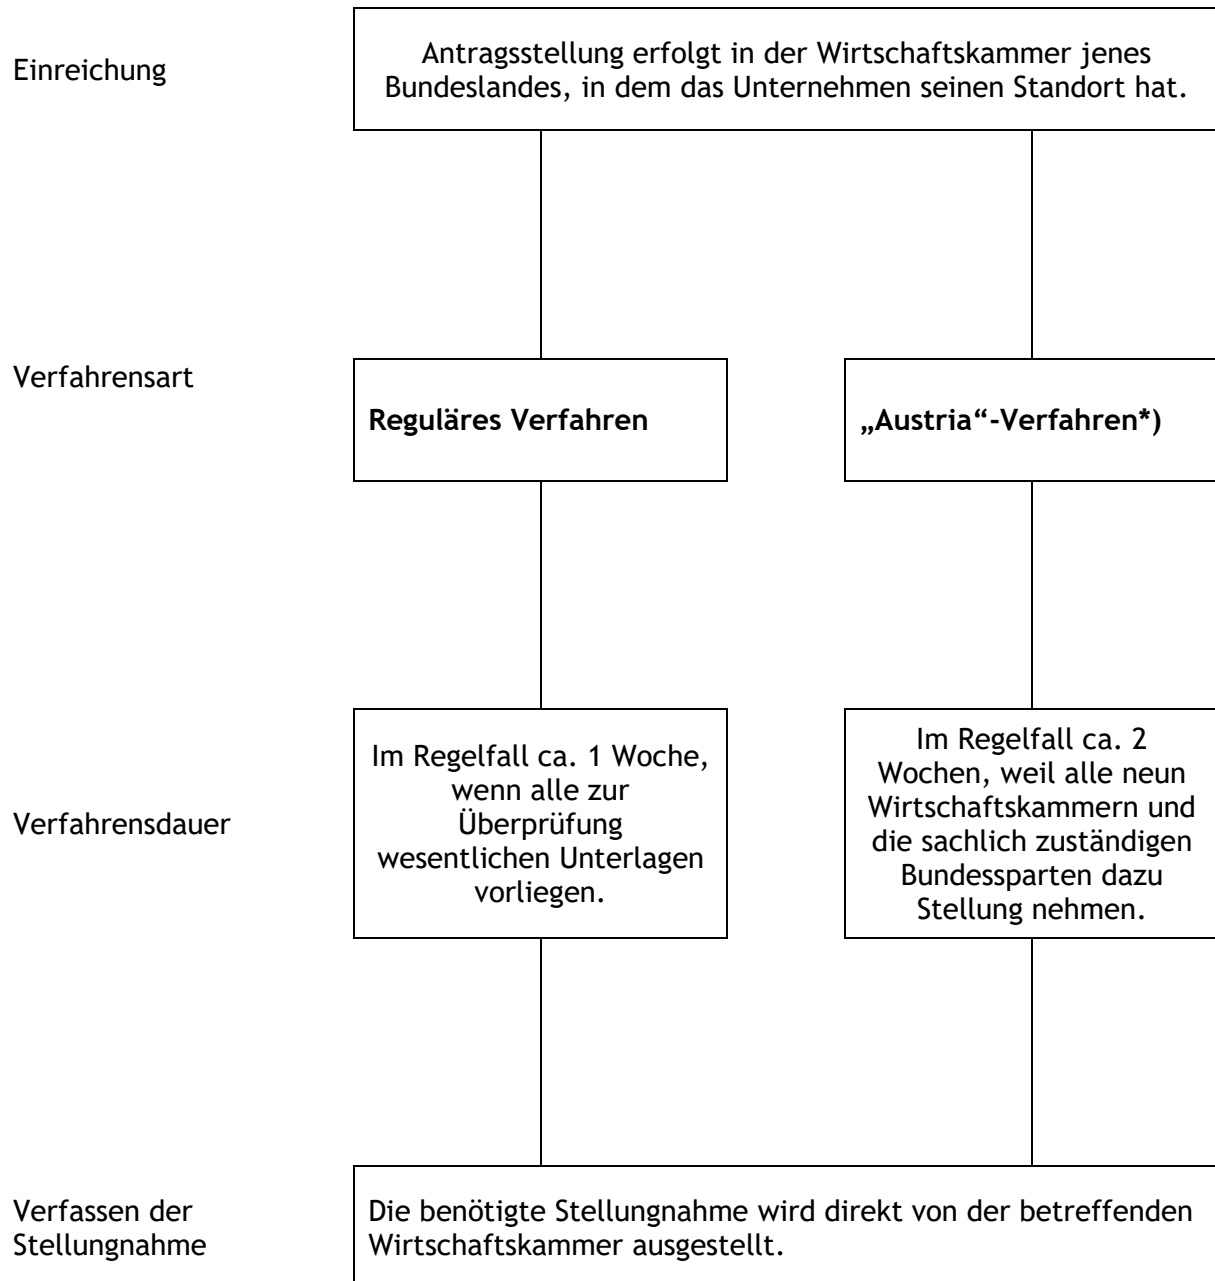 Einreichung
Antragsstellung erfolgt in der Wirtschaftskammer jenes
Bundeslandes, in dem das Unternehmen seinen Standort hat.
Verfahrensart
Reguläres Verfahren
„Austria“-Verfahren*)
Verfahrensdauer
Im Regelfall ca. 1 Woche,
wenn alle zur
Überprüfung
wesentlichen Unterlagen
vorliegen.
Im Regelfall ca. 2
Wochen, weil alle neun
Wirtschaftskammern und
die sachlich zuständigen
Bundessparten dazu
Stellung nehmen.
Verfassen der
Stellungnahme
Die benötigte Stellungnahme wird direkt von der betreffenden
Wirtschaftskammer ausgestellt.